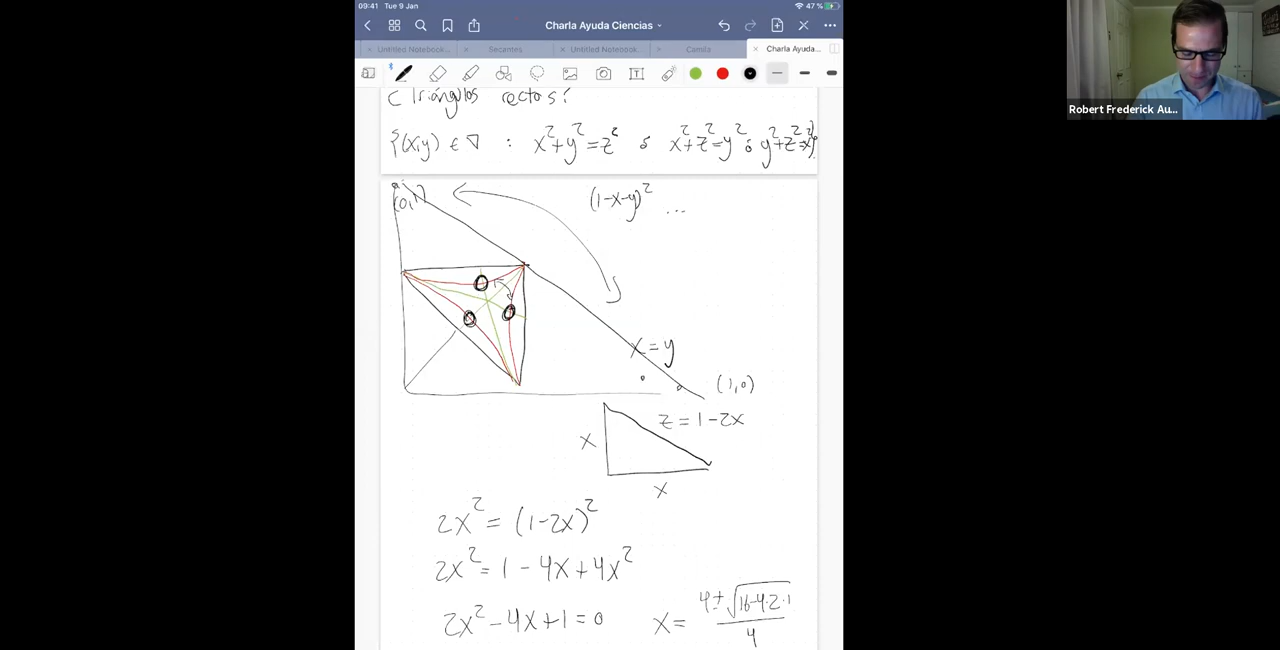 09:41 Tue 9 Jan
47%
Charla Ayuda Ciencias
Untitled Notebook...
Secantes
Untitled Notebook...
Camila
Charla Ayuda...
Robert Frederick Au...
¿Triángulos rectos?
{(x,y) ∈ ∇ : x²+y²=z² ó x²+z²=y² ó y²+z²=x²}
(0,1)
(1-x-y)² ...
x = y
(1,0)
z = 1-2x
x
x
2x² = (1-2x)²
2x² = 1-4x+4x²
2x²-4x+1=0 x = (4±√(16-4·2·1))/4